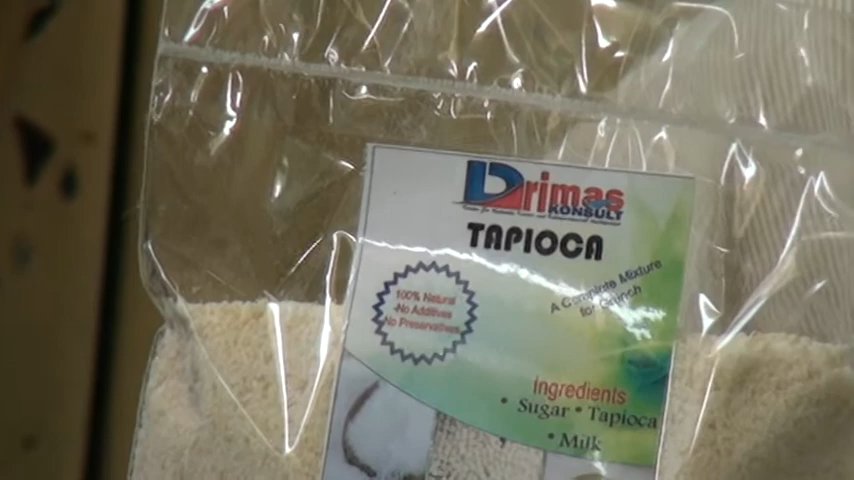 Drimas
KONSULT
TAPIOCA
A Complete Mixture
for Crunch
100% Natural
-No Additives
No Preservatives
ingredients
• Sugar • Tapioca
• Milk